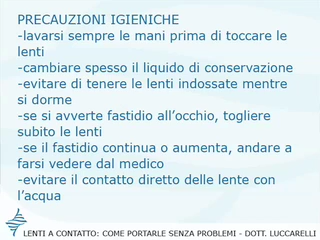 PRECAUZIONI IGIENICHE
-lavarsi sempre le mani prima di toccare le
lenti
-cambiare spesso il liquido di conservazione
-evitare di tenere le lenti indossate mentre
si dorme
-se si avverte fastidio all’occhio, togliere
subito le lenti
-se il fastidio continua o aumenta, andare a
farsi vedere dal medico
-evitare il contatto diretto delle lente con
l’acqua
LENTI A CONTATTO: COME PORTARLE SENZA PROBLEMI - DOTT. LUCCARELLI